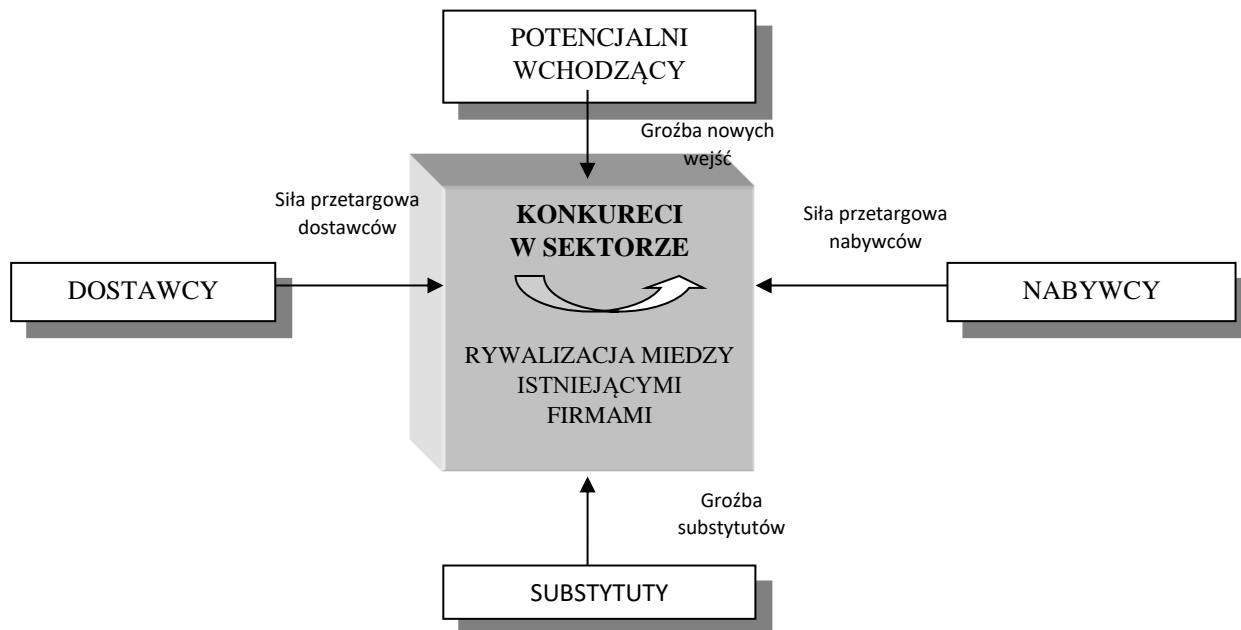 POTENCJALNI
WCHODZĄCY
Groźba nowych
wejść
Siła przetargowa
dostawców
KONKURECI
W SEKTORZE
Siła przetargowa
nabywców
DOSTAWCY
NABYWCY
RYWALIZACJA MIEDZY
ISTNIEJĄCYMI
FIRMAMI
Groźba
substytutów
SUBSTYTUTY